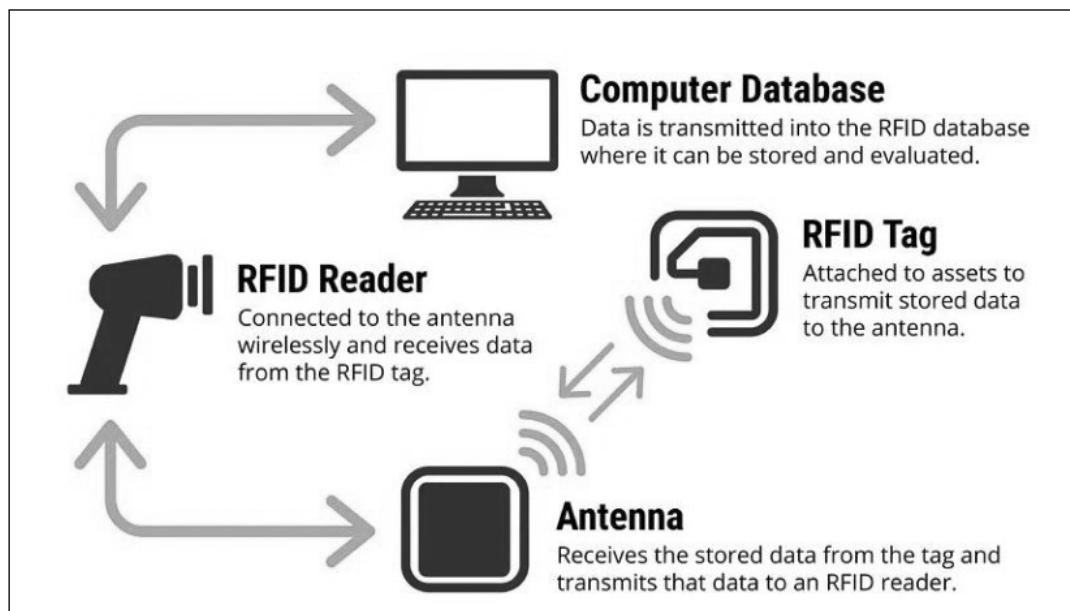 Computer Database
Data is transmitted into the RFID database
where it can be stored and evaluated.
RFID Tag
Attached to assets to
transmit stored data
to the antenna.
RFID Reader
Connected to the antenna
wirelessly and receives data
from the RFID tag.
Antenna
Receives the stored data from the tag and
transmits that data to an RFID reader.